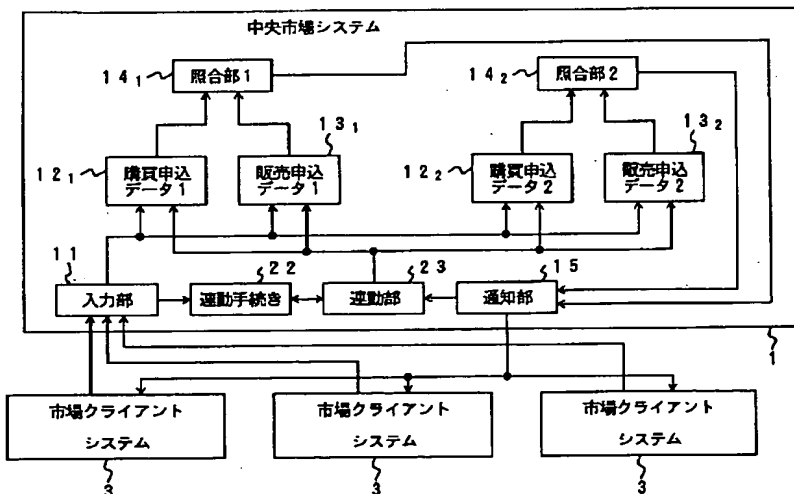 中央市場システム
14₁
照合部1
14₂
照合部2
13₁
13₂
12₁
購買申込
データ1
販売申込
データ1
12₂
購買申込
データ2
販売申込
データ2
11
22
23
15
入力部
連動手続き
連動部
通知部
1
市場クライアント
システム
市場クライアント
システム
市場クライアント
システム
3
3
3